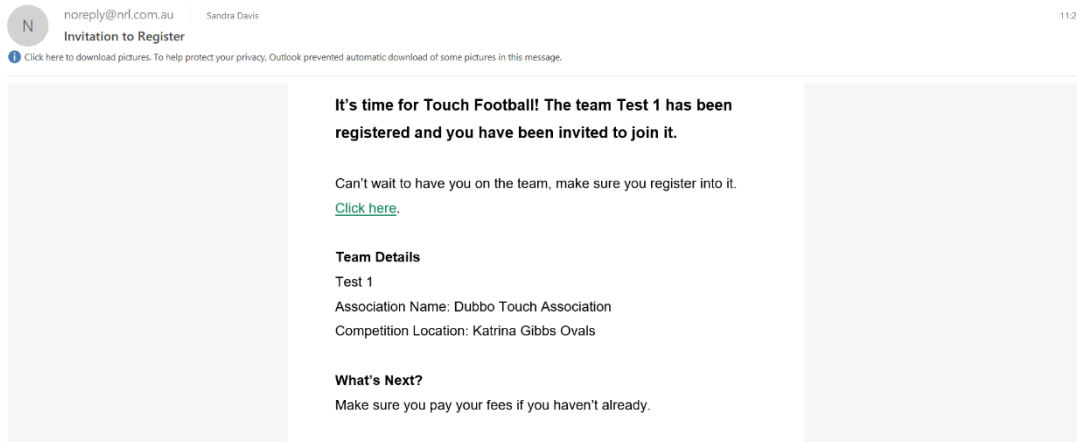 N
noreply@nrl.com.au Sandra Davis 11:2
Invitation to Register
i Click here to download pictures. To help protect your privacy, Outlook prevented automatic download of some pictures in this message.
It's time for Touch Football! The team Test 1 has been
registered and you have been invited to join it.
Can't wait to have you on the team, make sure you register into it.
Click here.
Team Details
Test 1
Association Name: Dubbo Touch Association
Competition Location: Katrina Gibbs Ovals
What's Next?
Make sure you pay your fees if you haven't already.